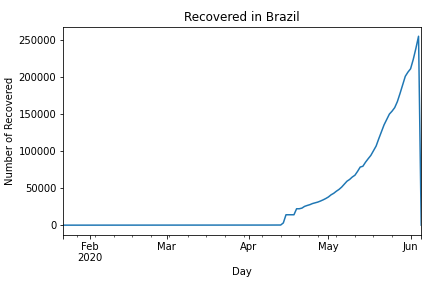 Recovered in Brazil
250000
200000
150000
100000
50000
0
Number of Recovered
Feb
2020
Mar
Apr
May
Jun
Day